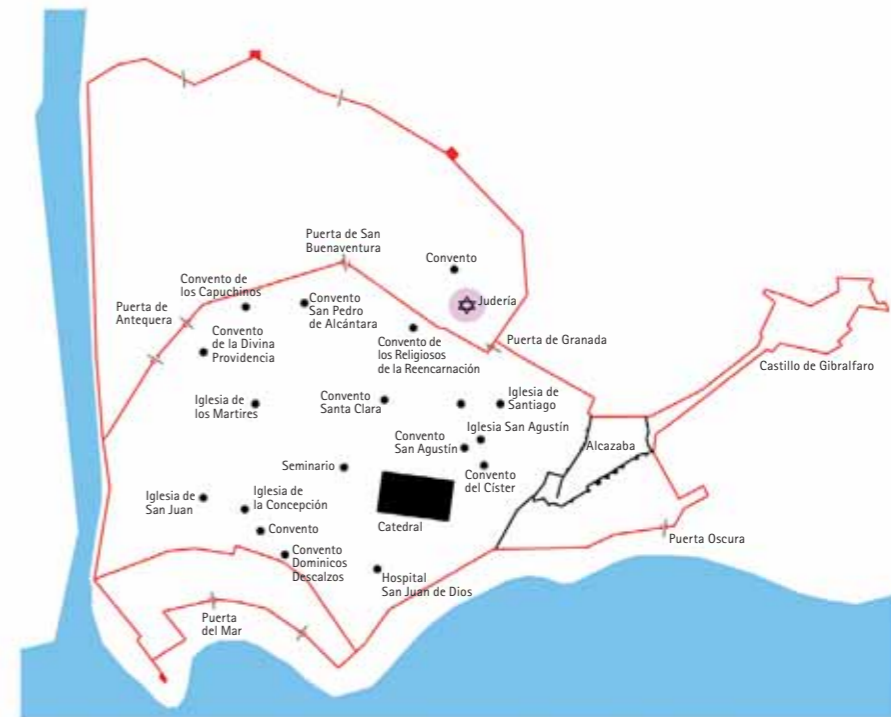 Puerta de San
Buenaventura
Convento
Convento de
los Capuchinos
Convento
San Pedro
de Alcántara
Judería
Puerta de
Antequera
Convento
de la Divina
Providencia
Convento de
los Religiosos
de la Reencarnación
Puerta de Granada
Castillo de Gibralfaro
Iglesia de
los Martires
Convento
Santa Clara
Iglesia de
Santiago
Iglesia San Agustín
Convento
San Agustín
Alcazaba
Seminario
Convento
del Císter
Iglesia de
San Juan
Iglesia de
la Concepción
Catedral
Convento
Puerta Oscura
Convento
Dominicos
Descalzos
Hospital
San Juan de Dios
Puerta
del Mar